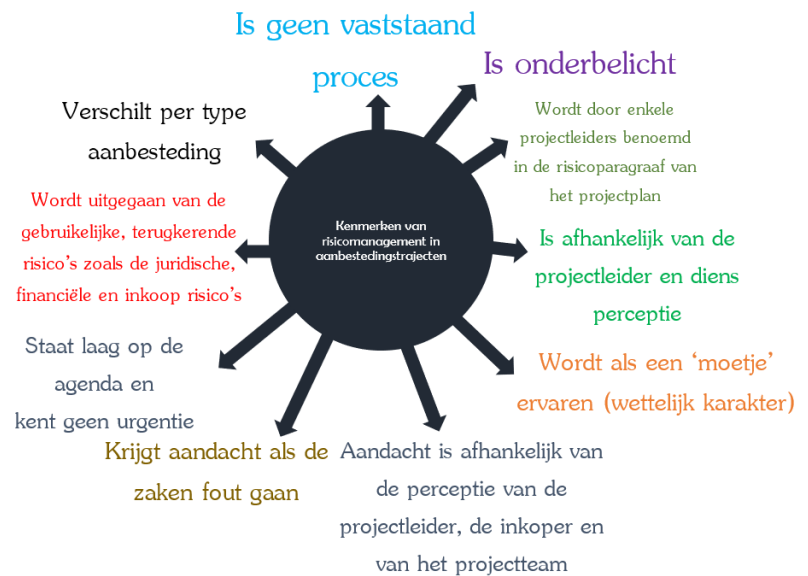 Is geen vaststaand
proces
Is onderbelicht
Wordt door enkele
projectleiders benoemd
in de risicoparagraaf van
het projectplan
Is afhankelijk van de
projectleider en diens
perceptie
Wordt als een ‘moetje’
ervaren (wettelijk karakter)
Aandacht is afhankelijk van
de perceptie van de
projectleider, de inkoper en
van het projectteam
Krijgt aandacht als de
zaken fout gaan
Staat laag op de
agenda en
kent geen urgentie
Wordt uitgegaan van de
gebruikelijke, terugkerende
risico’s zoals de juridische,
financiële en inkoop risico’s
Verschilt per type
aanbesteding
Kenmerken van
risicomanagement in
aanbestedingstrajecten